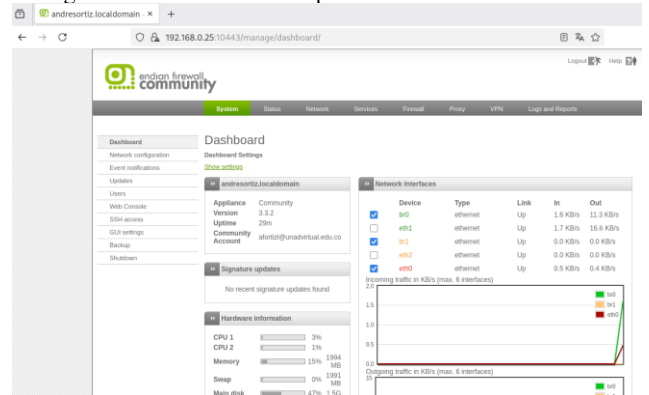 andresortiz.localdomain - × +
192.168.0.25:10443/manage/dashboard/
Logout Help
endian firewall
community
System Status Network Services Firewall Proxy VPN Logs and Reports
Dashboard
Network configuration
Event notifications
Updates
Users
Web Console
SSH access
GUI settings
Backup
Shutdown
Dashboard
Dashboard Settings
Show settings
andresortiz.localdomain
Appliance Community
Version 3.3.2
Uptime 29m
Community Account afortizl@unadvirtual.edu.co
Signature updates
No recent signature updates found
Hardware information
CPU 1 3%
CPU 2 1%
Memory 15% 1994 MB
Swap 0% 1991 MB
Main disk 47% 1.5G
Network Interfaces
Device Type Link In Out
br0 ethernet Up 1.6 KB/s 11.3 KB/s
eth1 ethernet Up 1.7 KB/s 16.6 KB/s
br1 ethernet Up 0.0 KB/s 0.0 KB/s
eth2 ethernet Up 0.0 KB/s 0.0 KB/s
eth0 ethernet Up 0.5 KB/s 0.4 KB/s
Incoming traffic in KB/s (max. 6 interfaces)
2.0
1.5
1.0
0.5
0.0
br0
br1
eth0
Outgoing traffic in KB/s (max. 6 interfaces)
15
br0